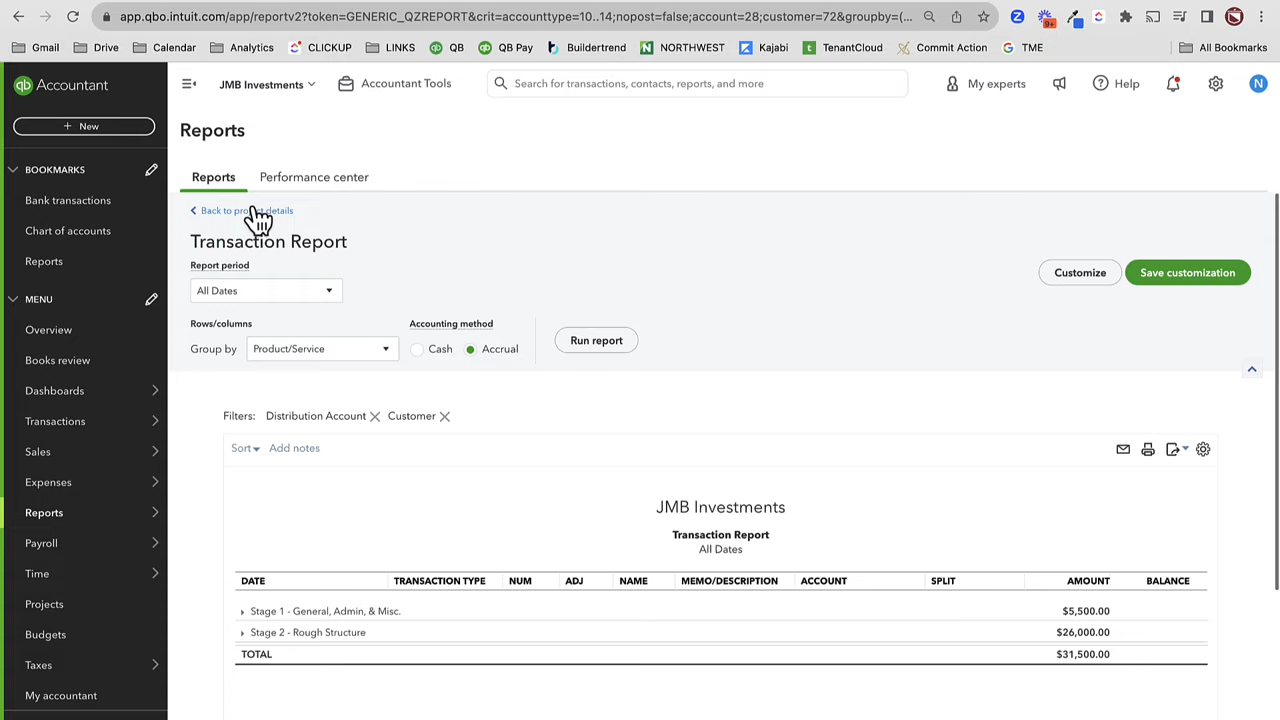 app.qbo.intuit.com/app/reportv2?token=GENERIC_QZREPORT&crit=accounttype=10..14;nopost=false;account=28;customer=72&groupby=(...
9+
Gmail Drive Calendar Analytics CLICKUP LINKS QB QB Pay Buildertrend NORTHWEST Kajabi TenantCloud Commit Action TME All Bookmarks
qb Accountant
JMB Investments Accountant Tools Search for transactions, contacts, reports, and more My experts Help N
+ New
BOOKMARKS
Bank transactions
Chart of accounts
Reports
MENU
Overview
Books review
Dashboards
Transactions
Sales
Expenses
Reports
Payroll
Time
Projects
Budgets
Taxes
My accountant
Reports
Reports Performance center
Back to details
Transaction Report
Report period
All Dates
Customize Save customization
Rows/columns Accounting method
Group by Product/Service Cash Accrual Run report
Filters: Distribution Account Customer
Sort Add notes
JMB Investments
Transaction Report
All Dates
DATE TRANSACTION TYPE NUM ADJ NAME MEMO/DESCRIPTION ACCOUNT SPLIT AMOUNT BALANCE
Stage 1 - General, Admin, & Misc. $5,500.00
Stage 2 - Rough Structure $26,000.00
TOTAL $31,500.00